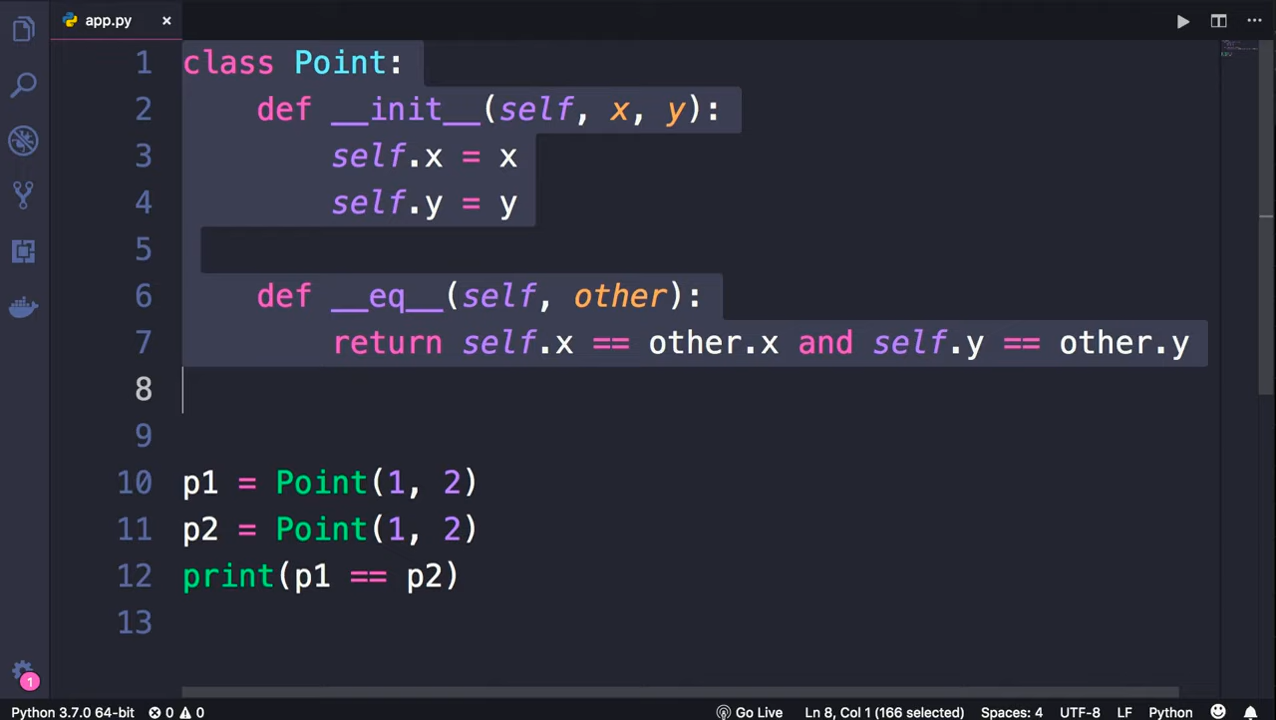 app.py
1 class Point:
2     def __init__(self, x, y):
3         self.x = x
4         self.y = y
5
6     def __eq__(self, other):
7         return self.x == other.x and self.y == other.y
8
9
10 p1 = Point(1, 2)
11 p2 = Point(1, 2)
12 print(p1 == p2)
13
1
Python 3.7.0 64-bit 0 0 Go Live Ln 8, Col 1 (166 selected) Spaces: 4 UTF-8 LF Python